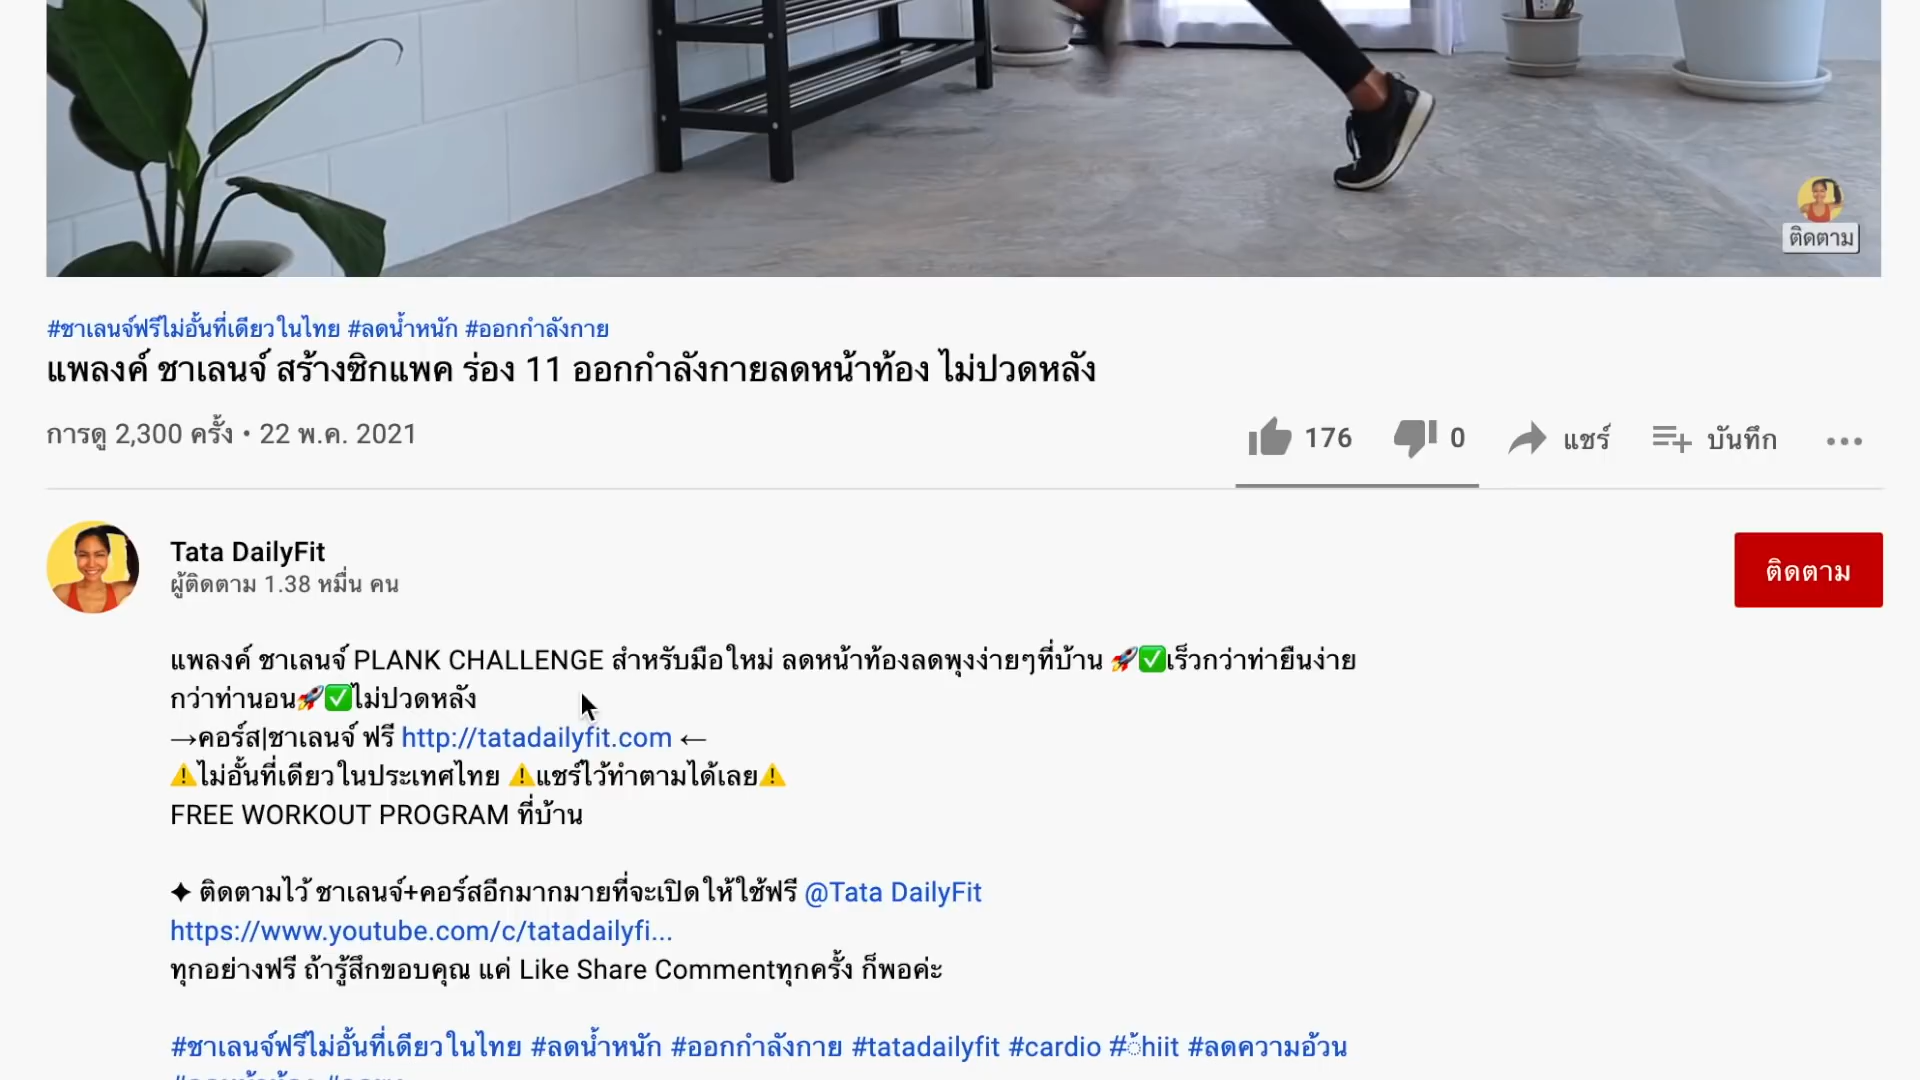 ติดตาม
#ชาเลนจ์ฟรีไม่อั้นที่เดียวในไทย #ลดน้ำหนัก #ออกกำลังกาย
แพลงค์ ชาเลนจ์ สร้างซิกแพค ร่อง 11 ออกกำลังกายลดหน้าท้อง ไม่ปวดหลัง
การดู 2,300 ครั้ง • 22 พ.ค. 2021
176 0 แชร์ บันทึก
Tata DailyFit
ผู้ติดตาม 1.38 หมื่น คน
ติดตาม
แพลงค์ ชาเลนจ์ PLANK CHALLENGE สำหรับมือใหม่ ลดหน้าท้องลดพุงง่ายๆที่บ้าน 🚀✅เร็วกว่าท่ายืนง่าย
กว่าท่านอน🚀✅ไม่ปวดหลัง
→คอร์ส|ชาเลนจ์ ฟรี http://tatadailyfit.com ←
⚠️ไม่อั้นที่เดียวในประเทศไทย ⚠️แชร์ไว้ทำตามได้เลย⚠️
FREE WORKOUT PROGRAM ที่บ้าน
✦ ติดตามไว้ ชาเลนจ์+คอร์สอีกมากมายที่จะเปิดให้ใช้ฟรี @Tata DailyFit
https://www.youtube.com/c/tatadailyfi...
ทุกอย่างฟรี ถ้ารู้สึกขอบคุณ แค่ Like Share Commentทุกครั้ง ก็พอค่ะ
#ชาเลนจ์ฟรีไม่อั้นที่เดียวในไทย #ลดน้ำหนัก #ออกกำลังกาย #tatadailyfit #cardio #้hiit #ลดความอ้วน